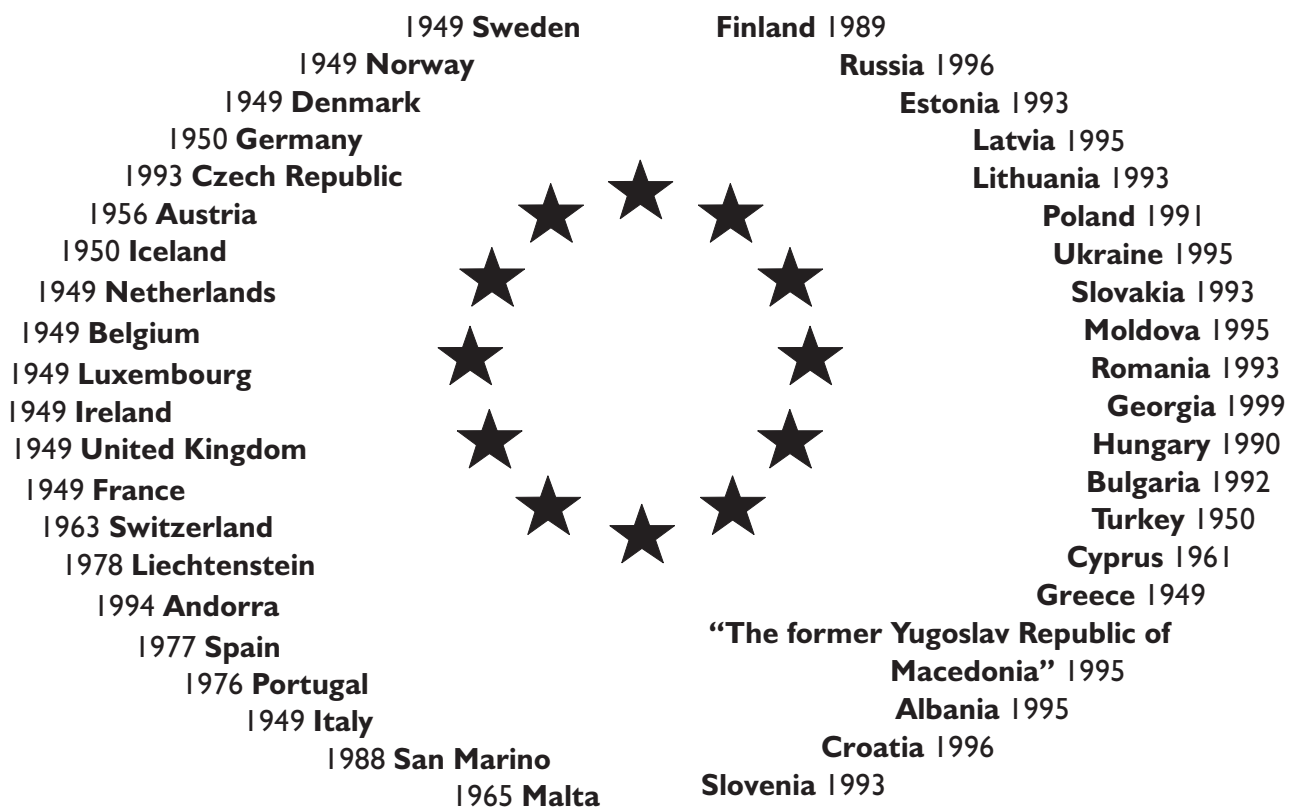 1949 Sweden
1949 Norway
1949 Denmark
1950 Germany
1993 Czech Republic
1956 Austria
1950 Iceland
1949 Netherlands
1949 Belgium
1949 Luxembourg
1949 Ireland
1949 United Kingdom
1949 France
1963 Switzerland
1978 Liechtenstein
1994 Andorra
1977 Spain
1976 Portugal
1949 Italy
1988 San Marino
1965 Malta
Finland 1989
Russia 1996
Estonia 1993
Latvia 1995
Lithuania 1993
Poland 1991
Ukraine 1995
Slovakia 1993
Moldova 1995
Romania 1993
Georgia 1999
Hungary 1990
Bulgaria 1992
Turkey 1950
Cyprus 1961
Greece 1949
“The former Yugoslav Republic of
Macedonia” 1995
Albania 1995
Croatia 1996
Slovenia 1993